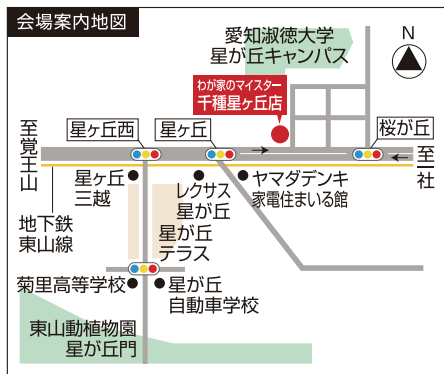 会場案内地図
愛知淑徳大学
星が丘キャンパス
N
わが家のマイスター
千種星ヶ丘店
至覚王山
星ヶ丘西
星ヶ丘
桜が丘
至一社
星ヶ丘
三越
レクサス
星が丘
ヤマダデンキ
家電住まいる館
地下鉄
東山線
星が丘
テラス
菊里高等学校
星が丘
自動車学校
東山動植物園
星が丘門